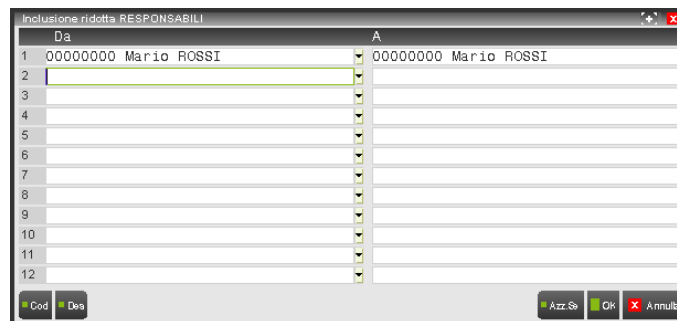 Inclusione ridotta RESPONSABILI
Da A
1 00000000 Mario ROSSI 00000000 Mario ROSSI
2
3
4
5
6
7
8
9
10
11
12
Cod Des Azz.Se Ok Annulla